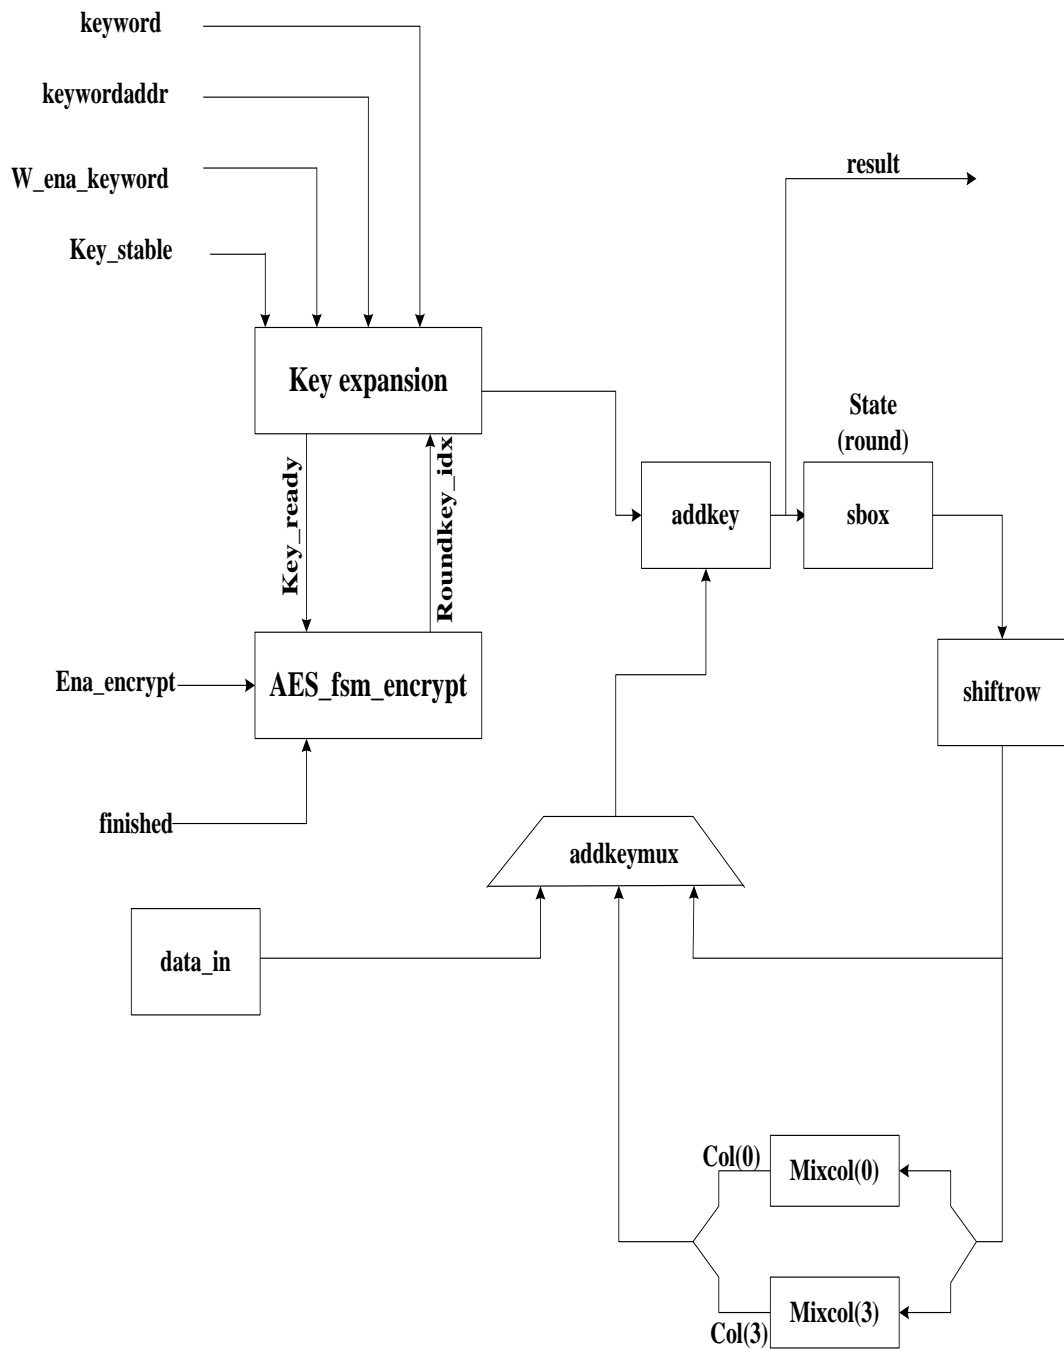 keyword
keywordaddr
W_ena_keyword
Key_stable
result
Key expansion
State
(round)
Key_ready
Roundkey_idx
addkey
sbox
Ena_encrypt
AES_fsm_encrypt
shiftrow
finished
addkeymux
data_in
Col(0)
Mixcol(0)
Col(3)
Mixcol(3)